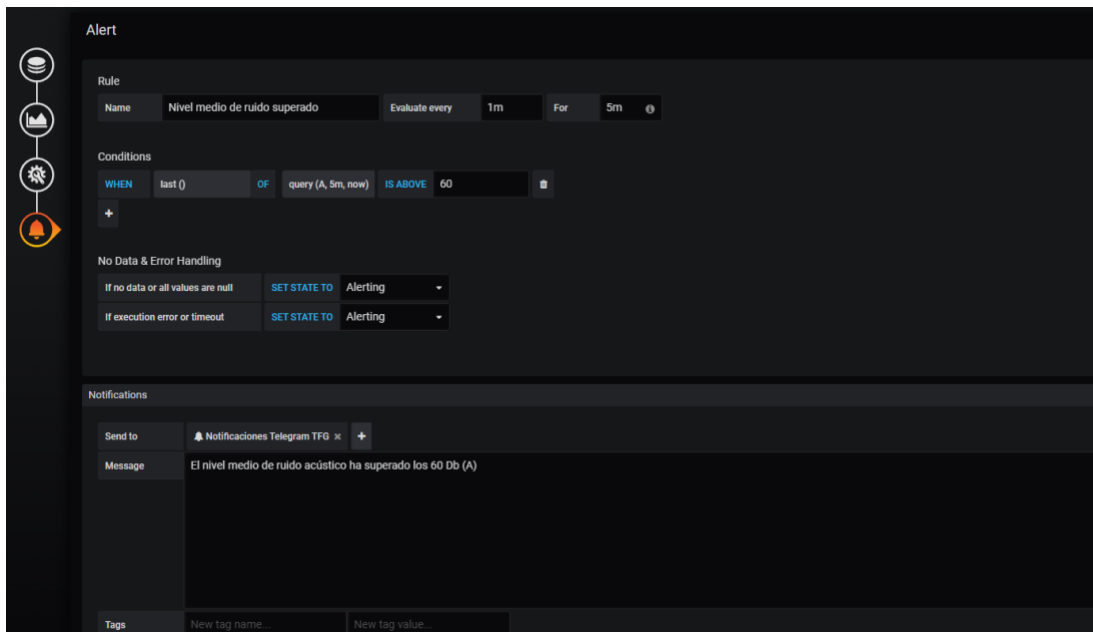 Alert
Rule
Name Nivel medio de ruido superado Evaluate every 1m For 5m
Conditions
WHEN last () OF query (A, 5m, now) IS ABOVE 60
+
No Data & Error Handling
If no data or all values are null SET STATE TO Alerting
If execution error or timeout SET STATE TO Alerting
Notifications
Send to Notificaciones Telegram TFG × +
Message El nivel medio de ruido acústico ha superado los 60 Db (A)
Tags New tag name... New tag value...